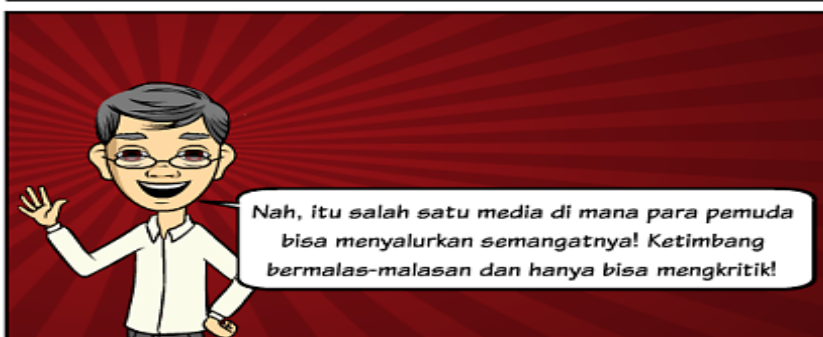 Nah, itu salah satu media di mana para pemuda
bisa menyalurkan semangatnya! Ketimbang
bermalas-malasan dan hanya bisa mengkritik!